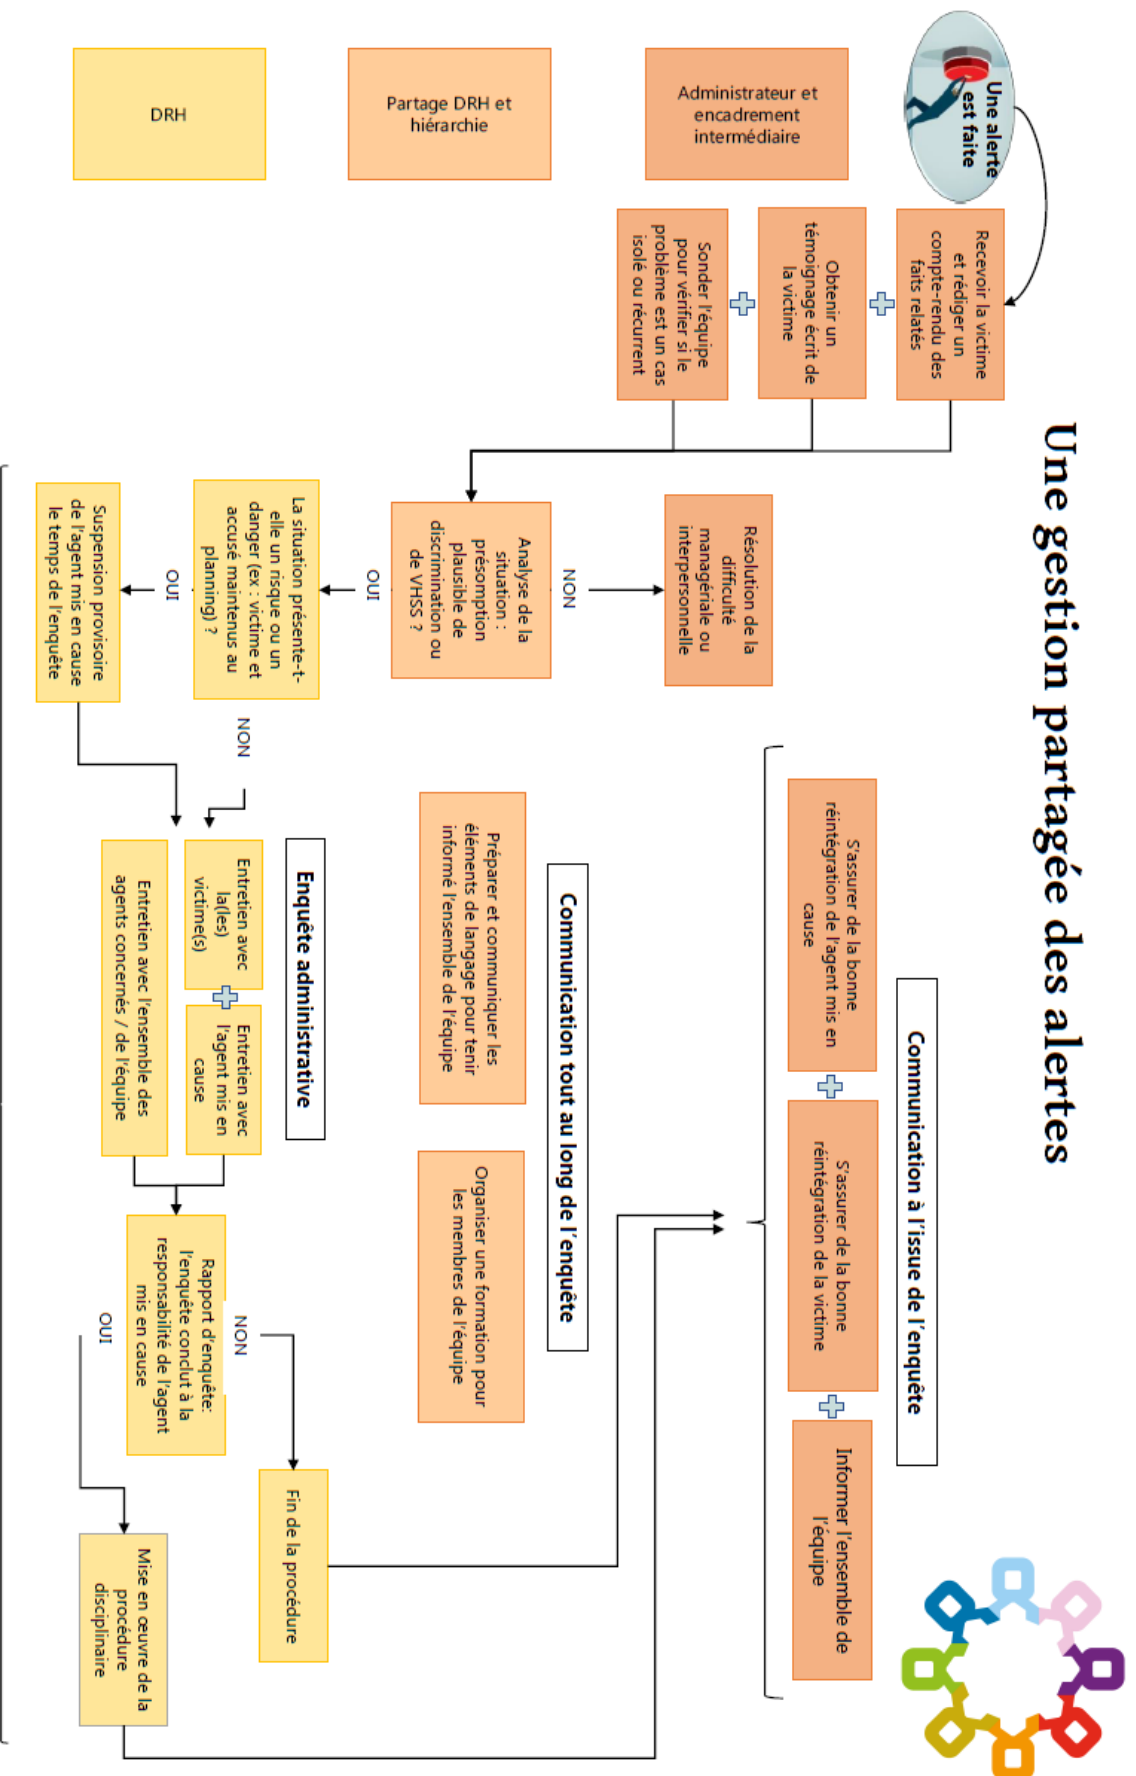 Une gestion partagée des alertes
Une alerte
est faite
Administrateur et
encadrement
intermédiaire
Partage DRH et
hiérarchie
DRH
Recevoir la victime
et rédiger un
compte-rendu des
faits relatés
Obtenir un
témoignage écrit de
la victime
Sonder l'équipe
pour vérifier si le
problème est un cas
isolé ou récurrent
Résolution de la
difficulté
managériale ou
interpersonnelle
NON
Analyse de la
situation :
présomption
plausible de
discrimination ou
de VHSS ?
OUI
La situation présente-t-
elle un risque ou un
danger (ex : victime et
accusé maintenus au
planning) ?
OUI
Suspension provisoire
de l'agent mis en cause
le temps de l'enquête
NON
Communication à l'issue de l'enquête
S'assurer de la bonne
réintégration de l'agent mis en
cause
S'assurer de la bonne
réintégration de la victime
Informer l'ensemble de
l'équipe
Communication tout au long de l'enquête
Préparer et communiquer les
éléments de langage pour tenir
informé l'ensemble de l'équipe
Organiser une formation pour
les membres de l'équipe
Enquête administrative
Entretien avec
la(les)
victime(s)
Entretien avec
l'agent mis en
cause
Entretien avec l'ensemble des
agents concernés / de l'équipe
NON
Rapport d'enquête:
l'enquête conclut à la
responsabilité de l'agent
mis en cause
OUI
Fin de la procédure
Mise en œuvre de la
procédure
disciplinaire